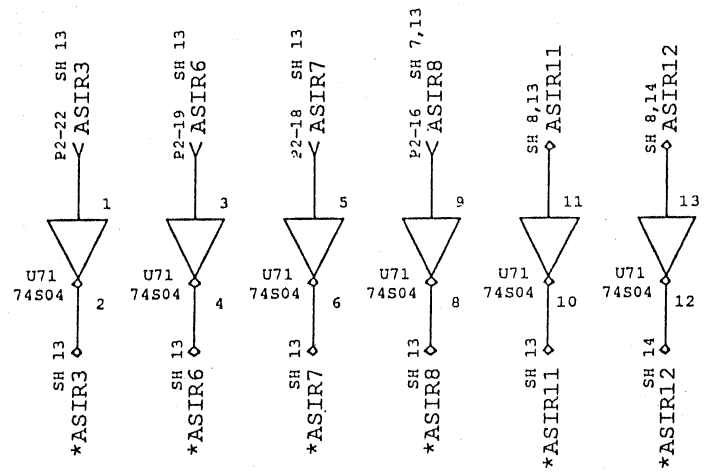 P2-22 SH 13
ASIR3
1
U71
74S04
2
SH 13
*ASIR3
P2-19 SH 13
ASIR6
3
U71
74S04
4
SH 13
*ASIR6
P2-18 SH 13
ASIR7
5
U71
74S04
6
SH 13
*ASIR7
P2-16 SH 7,13
ASIR8
9
U71
74S04
8
SH 13
*ASIR8
SH 8,13
ASIR11
11
U71
74S04
10
SH 13
*ASIR11
SH 8,14
ASIR12
13
U71
74S04
12
SH 14
*ASIR12